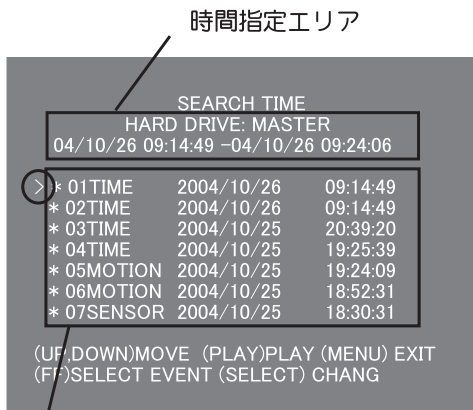 時間指定エリア
SEARCH TIME
HARD DRIVE: MASTER
04/10/26 09:14:49 -04/10/26 09:24:06
> * 01TIME 2004/10/26 09:14:49
* 02TIME 2004/10/26 09:14:49
* 03TIME 2004/10/25 20:39:20
* 04TIME 2004/10/25 19:25:39
* 05MOTION 2004/10/25 19:24:09
* 06MOTION 2004/10/25 18:52:31
* 07SENSOR 2004/10/25 18:30:31
(UP,DOWN)MOVE (PLAY)PLAY (MENU) EXIT
(FF)SELECT EVENT (SELECT) CHANG